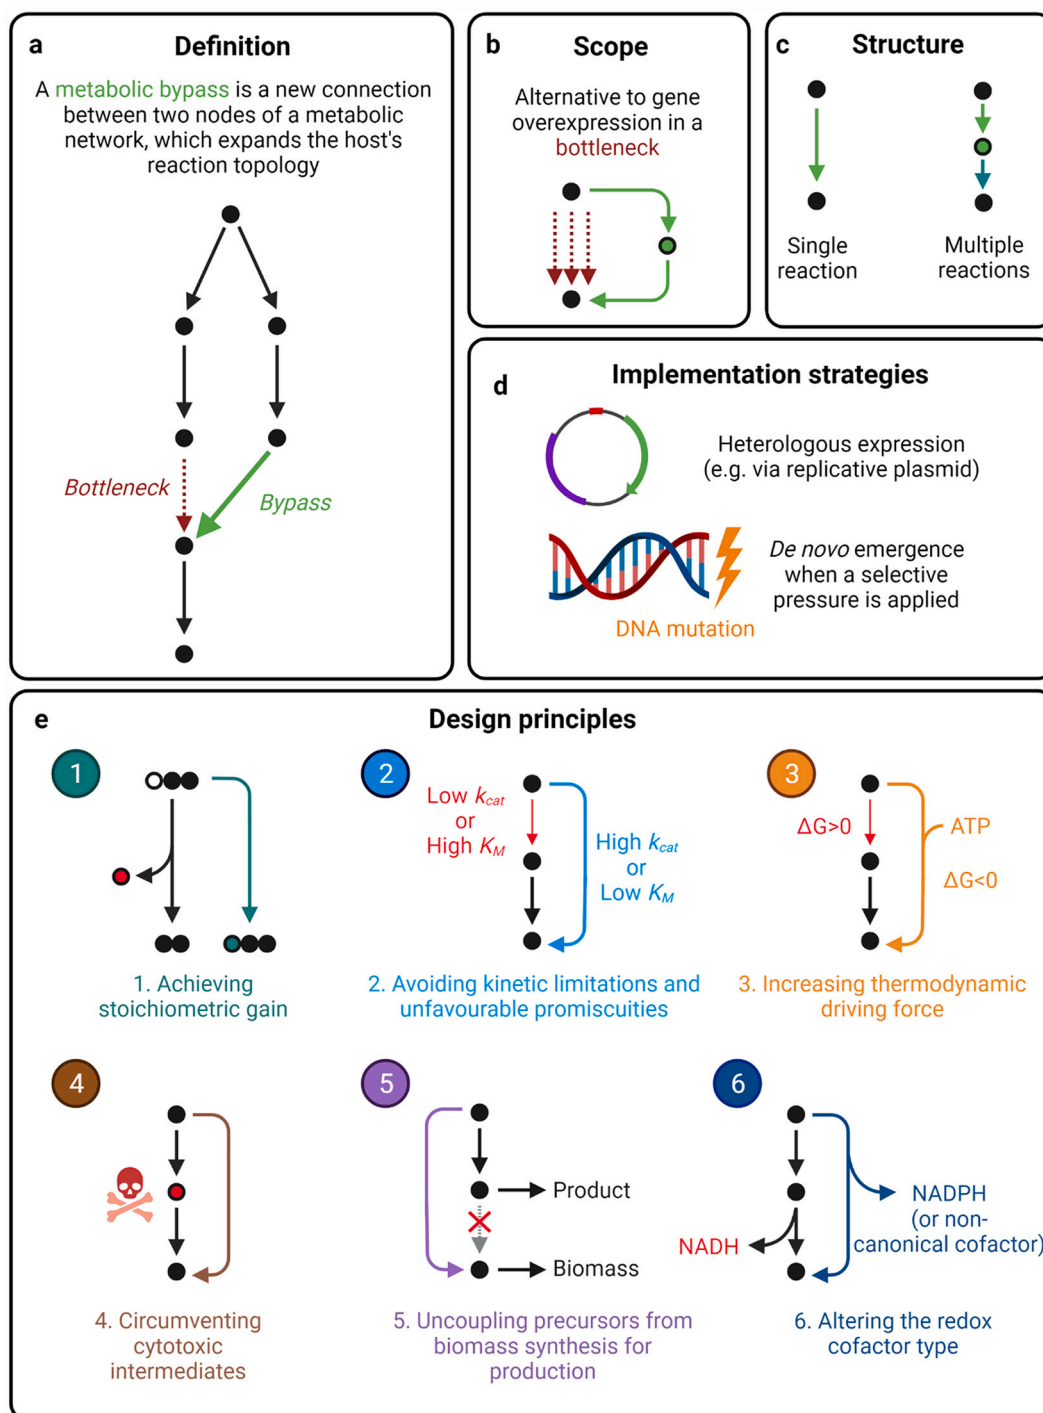 a
Definition
A metabolic bypass is a new connection
between two nodes of a metabolic
network, which expands the host's
reaction topology
Bottleneck
Bypass
b
Scope
Alternative to gene
overexpression in a
bottleneck
c
Structure
Single
reaction
Multiple
reactions
d
Implementation strategies
Heterologous expression
(e.g. via replicative plasmid)
De novo emergence
when a selective
pressure is applied
DNA mutation
e
Design principles
1
1. Achieving
stoichiometric gain
2
Low kcat
or
High KM
High kcat
or
Low KM
2. Avoiding kinetic limitations and
unfavourable promiscuities
3
ΔG>0
ATP
ΔG<0
3. Increasing thermodynamic
driving force
4
4. Circumventing
cytotoxic
intermediates
5
Product
Biomass
5. Uncoupling precursors from
biomass synthesis for
production
6
NADH
NADPH
(or non-
canonical cofactor)
6. Altering the redox
cofactor type